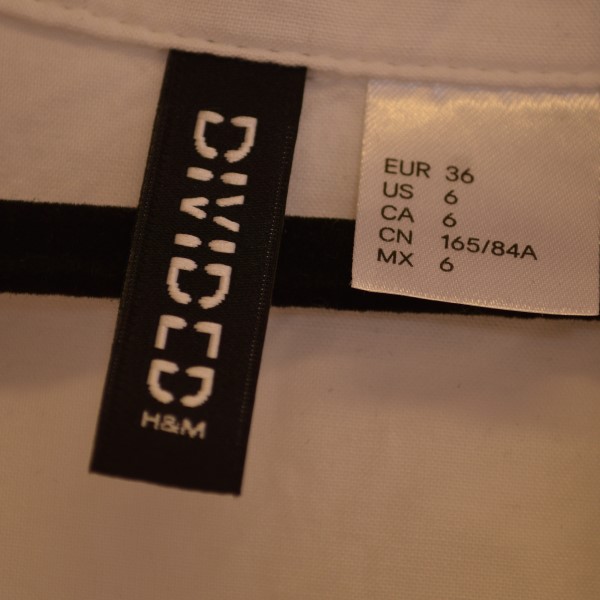 DIVIDED
H&M
EUR 36
US 6
CA 6
CN 165/84A
MX 6